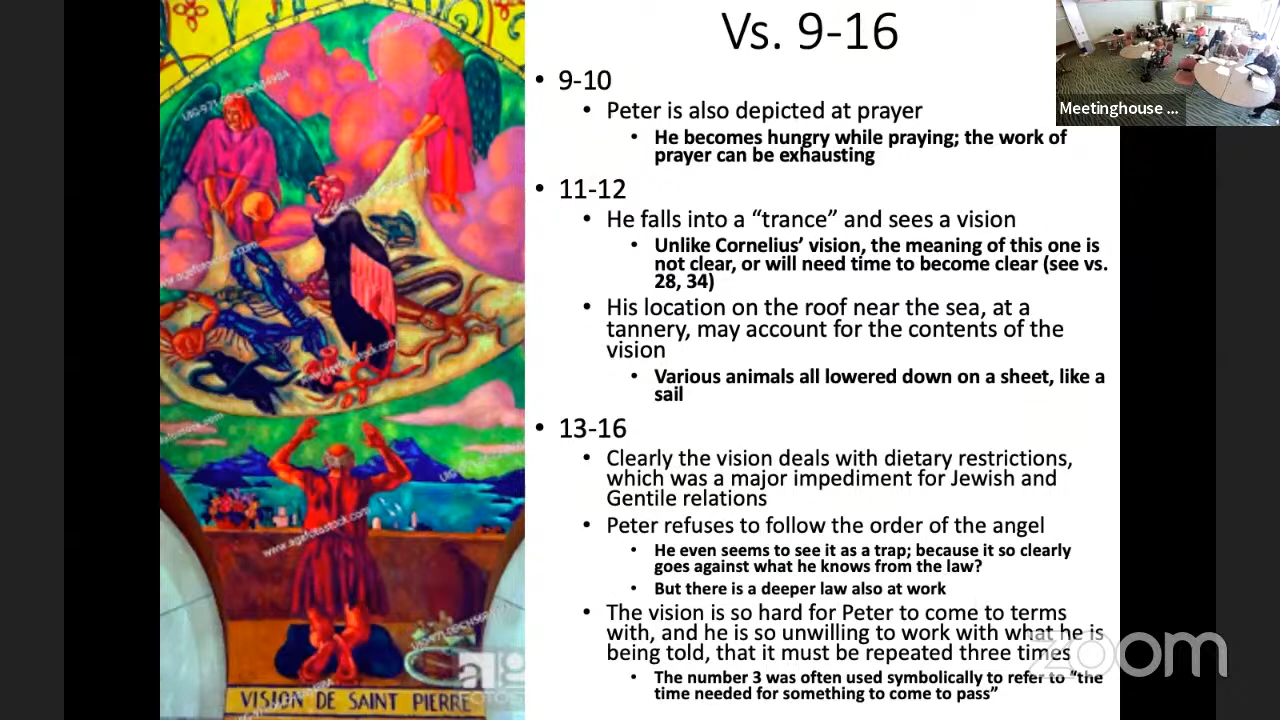 Vs. 9-16
Meetinghouse ...
• 9-10
• Peter is also depicted at prayer
• He becomes hungry while praying; the work of
prayer can be exhausting
• 11-12
• He falls into a “trance” and sees a vision
• Unlike Cornelius’ vision, the meaning of this one is
not clear, or will need time to become clear (see vs.
28, 34)
• His location on the roof near the sea, at a
tannery, may account for the contents of the
vision
• Various animals all lowered down on a sheet, like a
sail
• 13-16
• Clearly the vision deals with dietary restrictions,
which was a major impediment for Jewish and
Gentile relations
• Peter refuses to follow the order of the angel
• He even seems to see it as a trap; because it so clearly
goes against what he knows from the law?
• But there is a deeper law also at work
• The vision is so hard for Peter to come to terms
with, and he is so unwilling to work with what he is
being told, that it must be repeated three times
• The number 3 was often used symbolically to refer to “the
time needed for something to come to pass”
zoom
VISION DE SAINT PIERRE
www.agefotostock.com
www.agefotostock.com
www.agefotostock.com